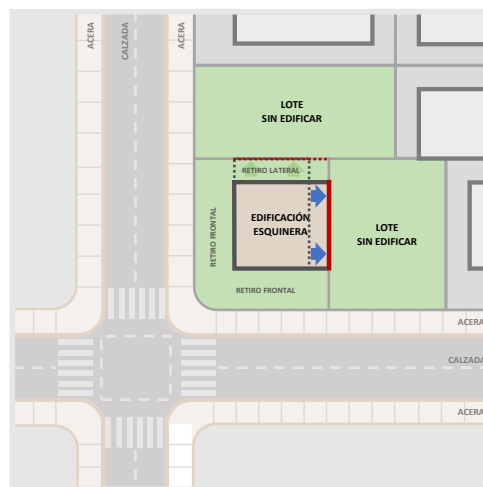 ACERA
CALZADA
ACERA
LOTE
SIN EDIFICAR
RETIRO LATERAL
RETIRO FRONTAL
EDIFICACIÓN
ESQUINERA
LOTE
SIN EDIFICAR
RETIRO FRONTAL
ACERA
CALZADA
ACERA